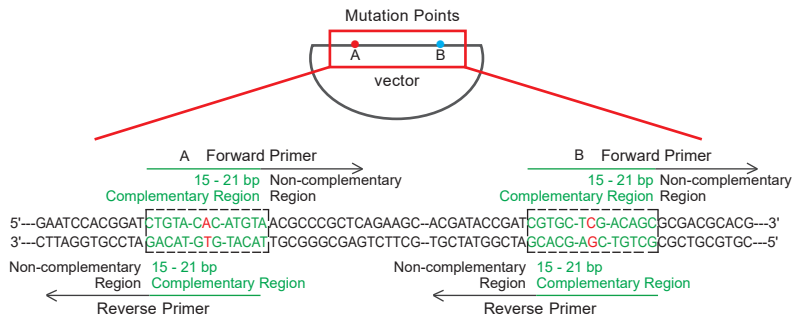 Mutation Points
A
B
vector
A Forward Primer
15 - 21 bp Non-complementary
Complementary Region Region
B Forward Primer
15 - 21 bp Non-complementary
Complementary Region Region
5'---GAATCCACGGATCTGTA-CAC-ATGTAACGCCCGCTCAGAAGC--ACGATACCGATCGTGC-TCG-ACAGCGCGACGCACG---3'
3'---CTTAGGTGCCTAGACAT-GTG-TACATTGCGGGCGAGTCTTCG--TGCTATGGCTAGCACG-AGC-TGTCGCGCTGCGTGC---5'
Non-complementary 15 - 21 bp
Region Complementary Region
Reverse Primer
Non-complementary 15 - 21 bp
Region Complementary Region
Reverse Primer